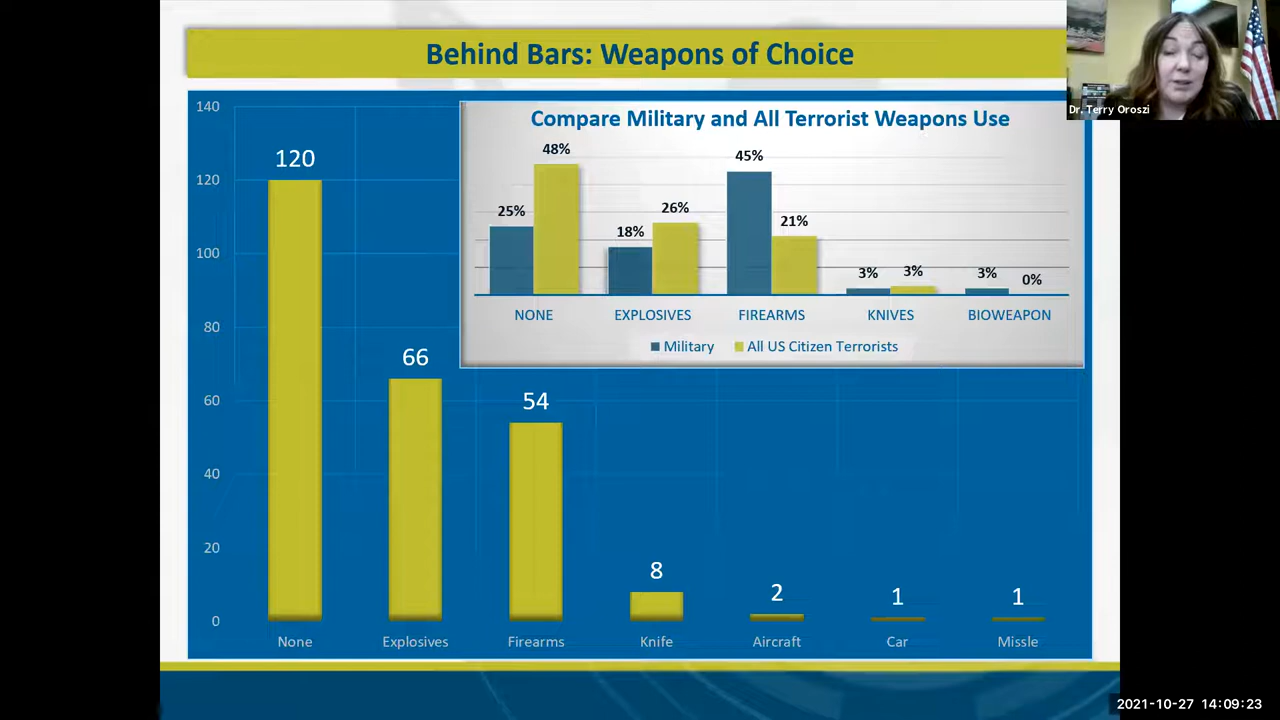 Behind Bars: Weapons of Choice
Dr. Terry Oroszi
140
120
100
80
60
40
20
0
120
66
54
8
2
1
1
None Explosives Firearms Knife Aircraft Car Missle
Compare Military and All Terrorist Weapons Use
25% 48% 18% 26% 45% 21% 3% 3% 3% 0%
NONE EXPLOSIVES FIREARMS KNIVES BIOWEAPON
Military All US Citizen Terrorists
2021-10-27 14:09:23